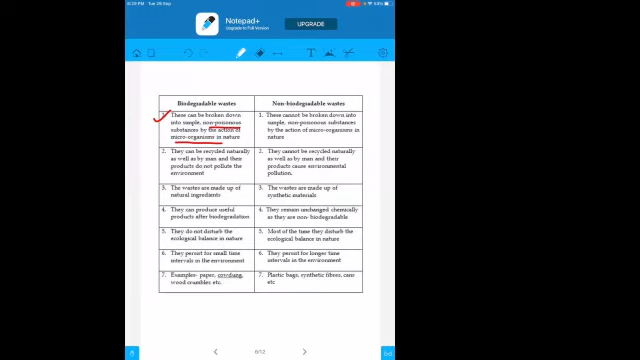 6:29 PM Tue 28 Sep
53%
Notepad+
Upgrade to Full Version
UPGRADE
T
Biodegradable wastes
Non-biodegradable wastes
1. These can be broken down
into simple, non-poisonous
substances by the action of
micro-organisms in nature
1. These cannot be broken down into
simple, non-poisonous substances
by the action of micro-organisms in
nature
2. They can be recycled naturally
as well as by man and their
products do not pollute the
environment
2. They cannot be recycled naturally
as well as by man and their
products cause environmental
pollution.
3. The wastes are made up of
natural ingredients
3. The wastes are made up of
synthetic materials
4. They can produce useful
products after biodegradation
4. They remain unchanged chemically
as they are non- biodegradable
5. They do not disturb the
ecological balance in nature
5. Most of the time they disturb the
ecological balance in nature
6. They persist for small time
intervals in the environment
6. They persist for longer time
intervals in the environment
7. Examples- paper, cowdung,
wood crumbles etc.
7. Plastic bags, synthetic fibres, cans
etc
6/12